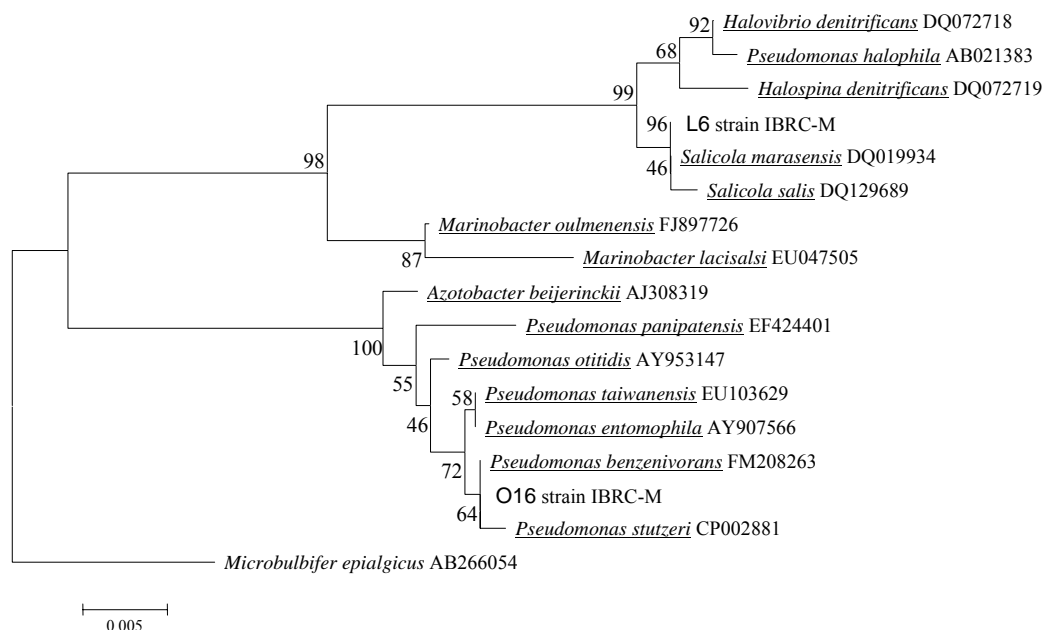 92 Halovibrio denitrificans DQ072718
68 Pseudomonas halophila AB021383
99 Halospina denitrificans DQ072719
96 L6 strain IBRC-M
98 Salicola marasensis DQ019934
46 Salicola salis DQ129689
Marinobacter oulmenensis FJ897726
87 Marinobacter lacisalsi EU047505
Azotobacter beijerinckii AJ308319
Pseudomonas panipatensis EF424401
100 Pseudomonas otitidis AY953147
55 Pseudomonas taiwanensis EU103629
58
46 Pseudomonas entomophila AY907566
72 Pseudomonas benzenivorans FM208263
O16 strain IBRC-M
64 Pseudomonas stutzeri CP002881
Microbulbifer epialgicus AB266054
0.005